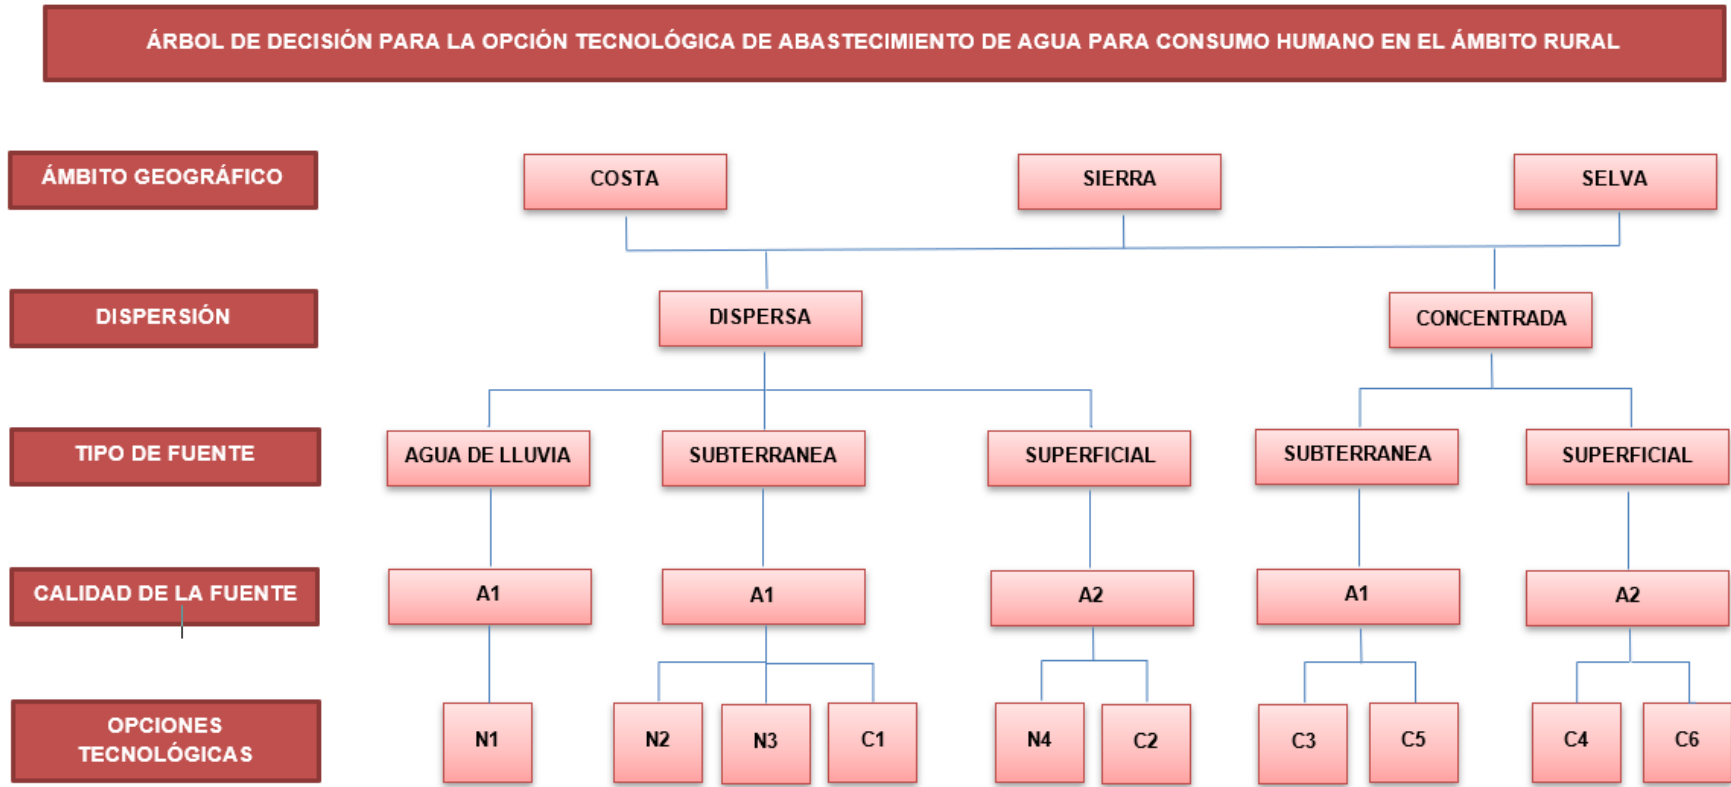 ÁRBOL DE DECISIÓN PARA LA OPCIÓN TECNOLÓGICA DE ABASTECIMIENTO DE AGUA PARA CONSUMO HUMANO EN EL ÁMBITO RURAL
ÁMBITO GEOGRÁFICO
COSTA
SIERRA
SELVA
DISPERSIÓN
DISPERSA
CONCENTRADA
TIPO DE FUENTE
AGUA DE LLUVIA
SUBTERRANEA
SUPERFICIAL
SUBTERRANEA
SUPERFICIAL
CALIDAD DE LA FUENTE
A1
A1
A2
A1
A2
OPCIONES
TECNOLÓGICAS
N1
N2
N3
C1
N4
C2
C3
C5
C4
C6